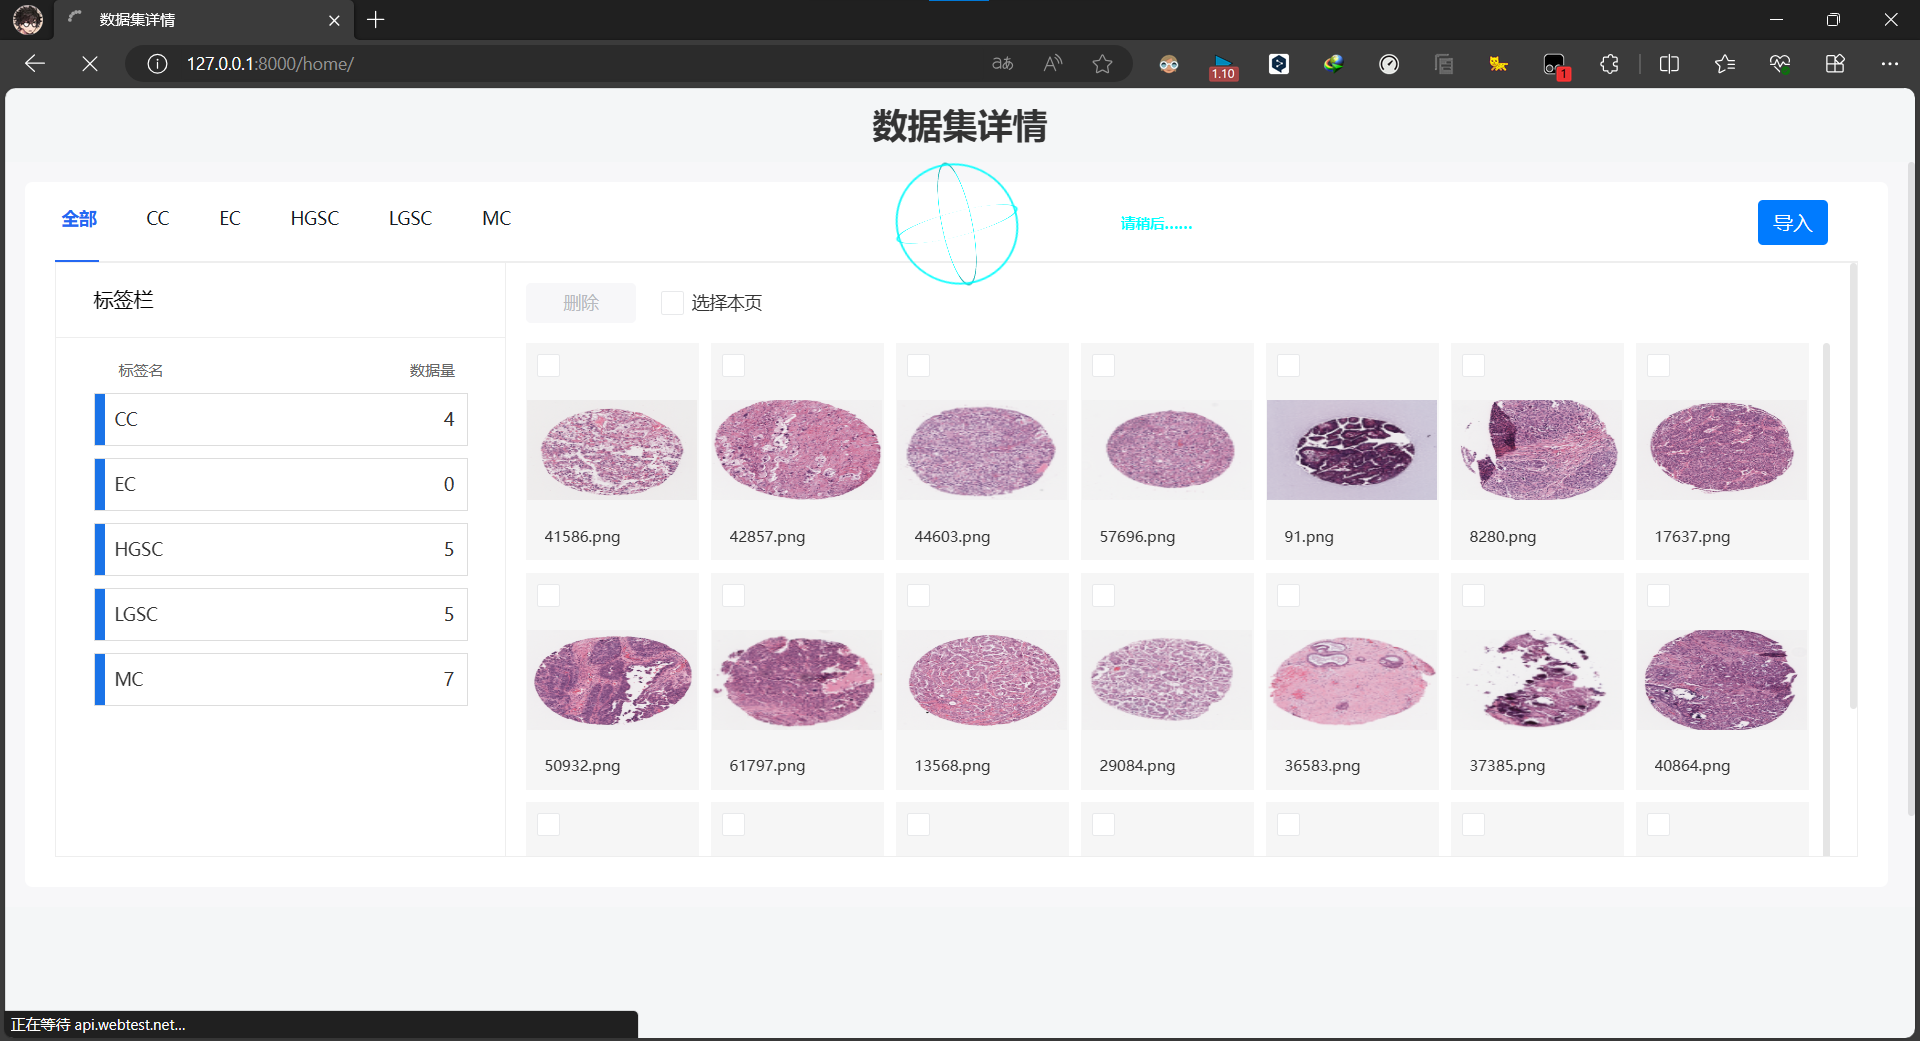 数据集详情
127.0.0.1:8000/home/
aあ
A
1.10
1
数据集详情
全部 CC EC HGSC LGSC MC
请稍后......
导入
标签栏
删除 选择本页
标签名 数据量
CC 4
EC 0
HGSC 5
LGSC 5
MC 7
41586.png 42857.png 44603.png 57696.png 91.png 8280.png 17637.png
50932.png 61797.png 13568.png 29084.png 36583.png 37385.png 40864.png
正在等待 api.webtest.net...